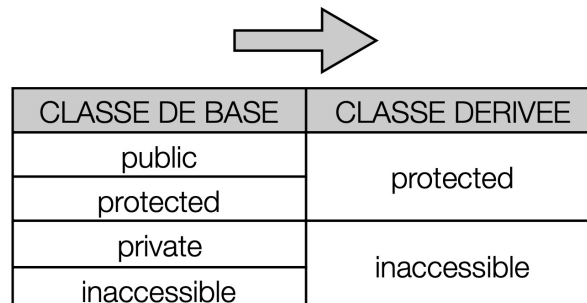 CLASSE DE BASE
CLASSE DERIVEE
public
protected
protected
private
inaccessible
inaccessible